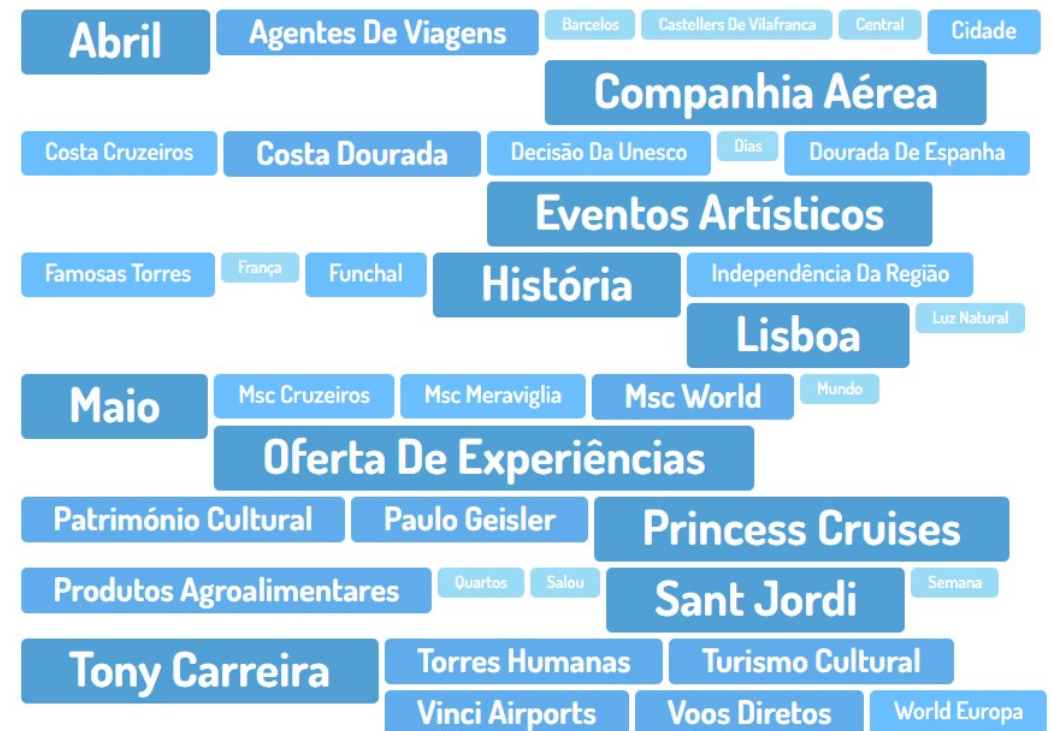 Abril Agentes De Viagens Barcelos Castellers De Vilafranca Central Cidade
Companhia Aérea
Costa Cruzeiros Costa Dourada Decisão Da Unesco Dias Dourada De Espanha
Eventos Artísticos
Famosas Torres França Funchal História Independência Da Região
Lisboa Luz Natural
Maio Msc Cruzeiros Msc Meraviglia Msc World Mundo
Oferta De Experiências
Património Cultural Paulo Geisler Princess Cruises
Produtos Agroalimentares Quartos Salou Sant Jordi Semana
Tony Carreira Torres Humanas Turismo Cultural
Vinci Airports Voos Diretos World Europa